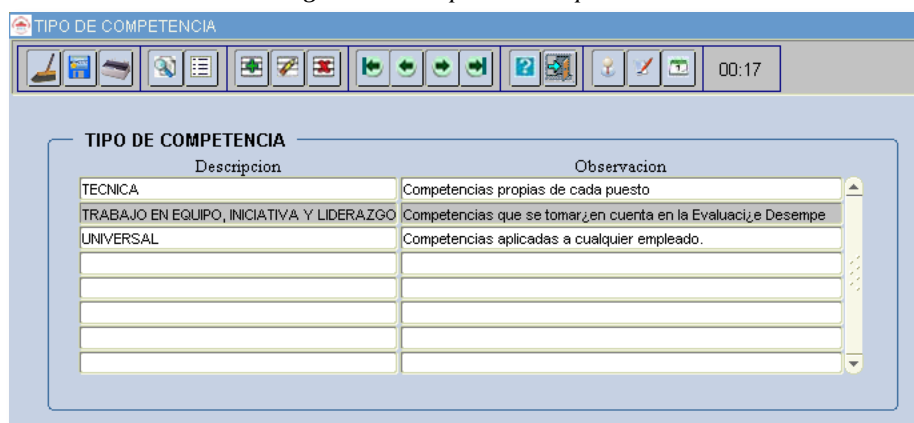 TIPO DE COMPETENCIA
00:17
TIPO DE COMPETENCIA
Descripcion Observacion
TECNICA Competencias propias de cada puesto
TRABAJO EN EQUIPO, INICIATIVA Y LIDERAZGO Competencias que se tomar¿en cuenta en la Evaluaci¿e Desempe
UNIVERSAL Competencias aplicadas a cualquier empleado.